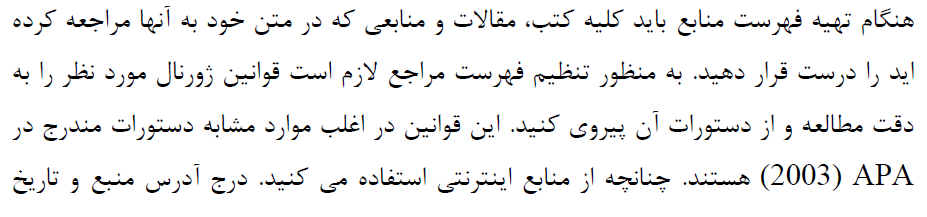 هنگام تهیه فهرست منابع باید کلیه کتب، مقالات و منابعی که در متن خود به آنها مراجعه کرده
اید را درست قرار دهید. به منظور تنظیم فهرست مراجع لازم است قوانین ژورنال مورد نظر را به
دقت مطالعه و از دستورات آن پیروی کنید. این قوانین در اغلب موارد مشابه دستورات مندرج در
APA (2003) هستند. چنانچه از منابع اینترنتی استفاده می کنید. درج آدرس منبع و تاریخ